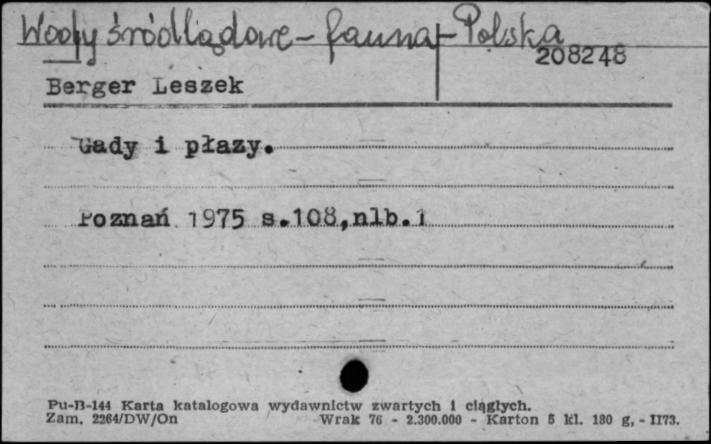 Wody śródlądowe - fauna - Polska
208248
Berger Leszek
Gady i płazy.
Poznań 1975 s.108,nlb.1
Pu-B-144 Karta katalogowa wydawnictw zwartych i ciągłych.
Zam. 2264/DW/On Wrak 76 - 2.300.000 - Karton 5 kl. 180 g, - II73.